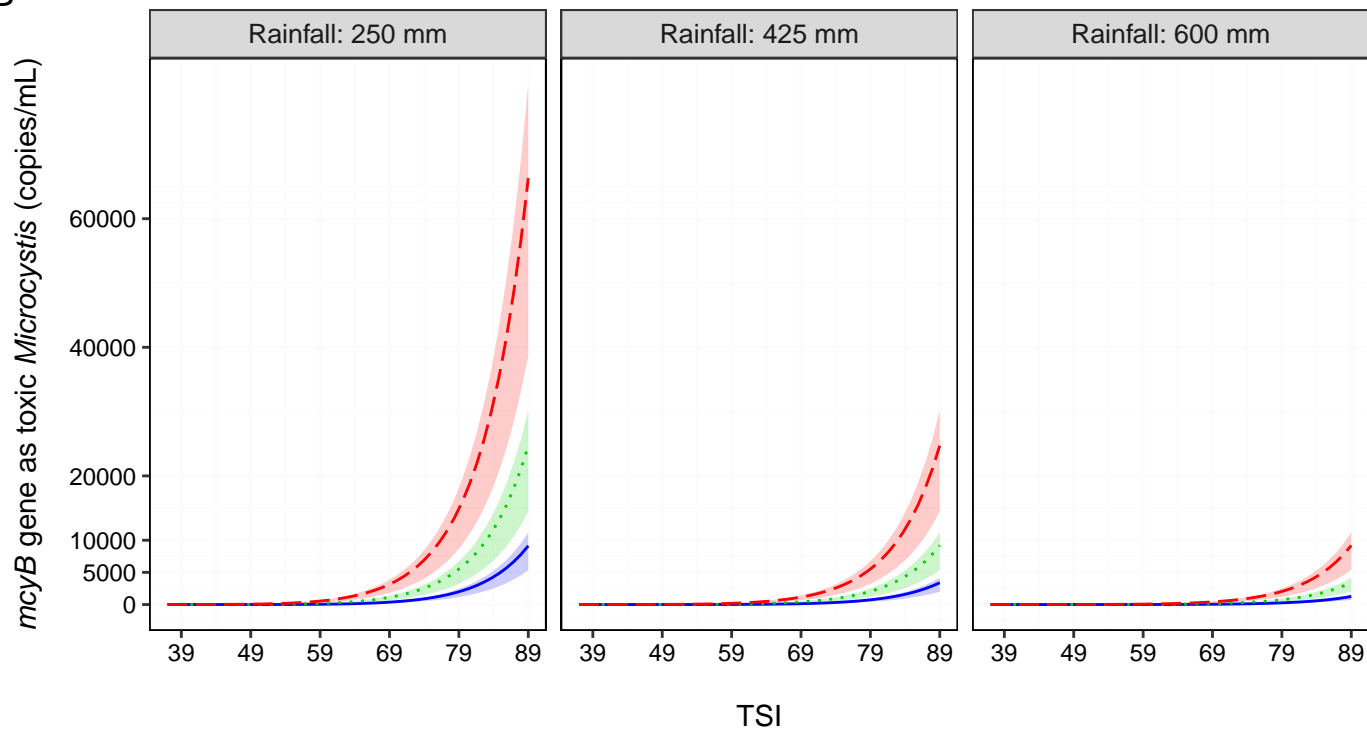 Rainfall: 250 mm
Rainfall: 425 mm
Rainfall: 600 mm
mcyB gene as toxic Microcystis (copies/mL)
60000
40000
20000
10000
5000
0
39 49 59 69 79 89
39 49 59 69 79 89
39 49 59 69 79 89
TSI